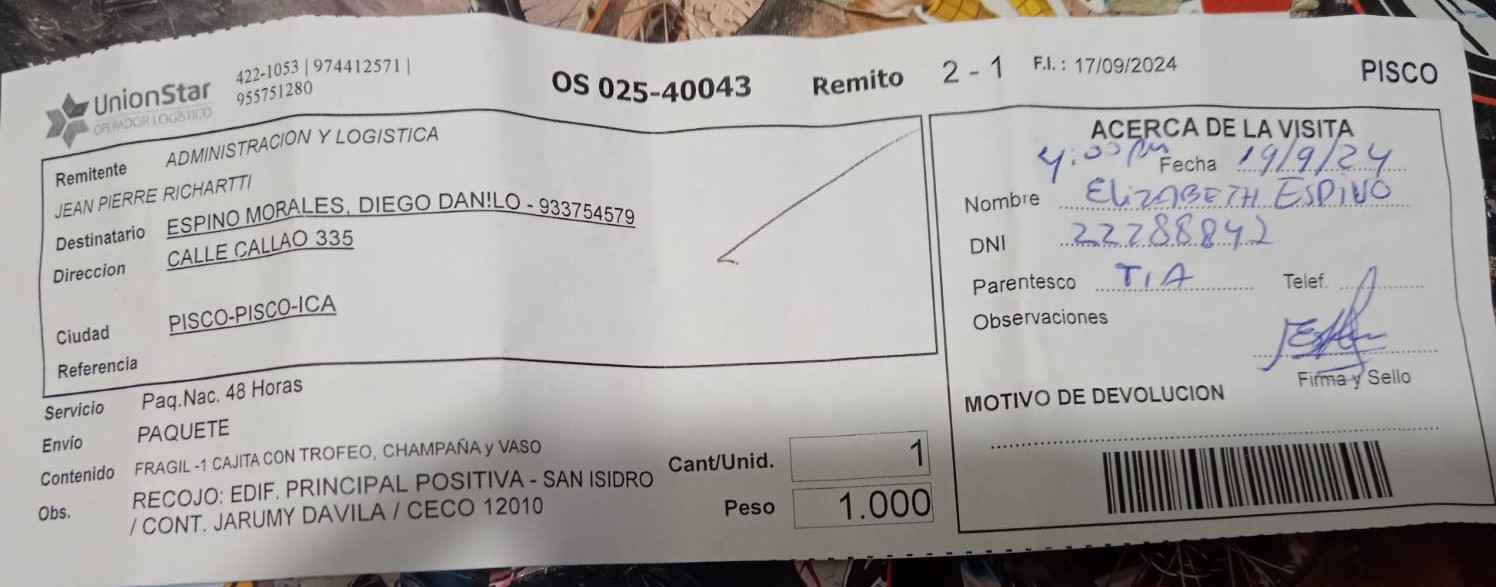 UnionStar
OPERADOR LOGÍSTICO
422-1053 | 974412571 |
955751280
OS 025-40043 Remito 2 - 1 F.I. : 17/09/2024 PISCO
Remitente ADMINISTRACION Y LOGISTICA
JEAN PIERRE RICHARTTI
Destinatario ESPINO MORALES, DIEGO DAN!LO - 933754579
Direccion CALLE CALLAO 335
Ciudad PISCO-PISCO-ICA
Referencia
Servicio Paq.Nac. 48 Horas
Envío PAQUETE
Contenido FRAGIL -1 CAJITA CON TROFEO, CHAMPAÑA y VASO
Obs. RECOJO: EDIF. PRINCIPAL POSITIVA - SAN ISIDRO
/ CONT. JARUMY DAVILA / CECO 12010
Cant/Unid. 1
Peso 1.000
ACERCA DE LA VISITA
4:00 PM Fecha 19/9/24
Nombre ELIZABETH ESPINO
DNI 22288842
Parentesco TIA Telef.
Observaciones
Firma y Sello
MOTIVO DE DEVOLUCION